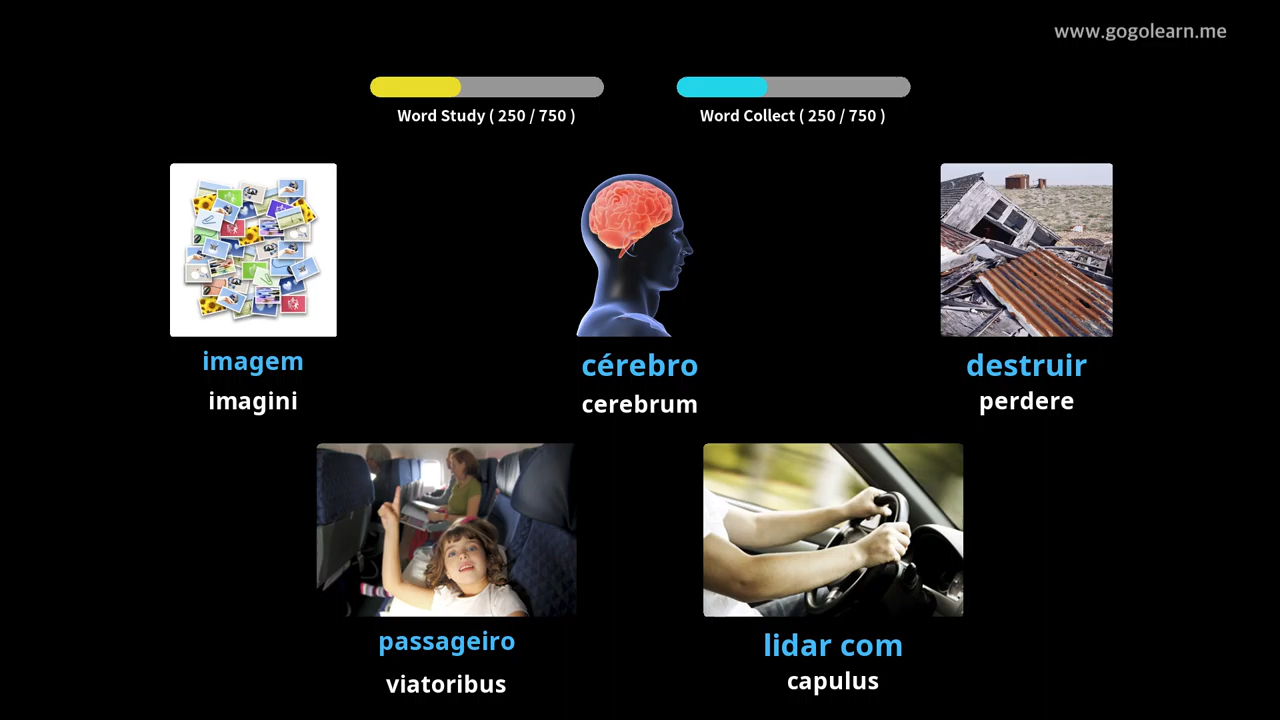 www.gogolearn.me
Word Study ( 250 / 750 )
Word Collect ( 250 / 750 )
imagem
imagini
cérebro
cerebrum
destruir
perdere
passageiro
viatoribus
lidar com
capulus